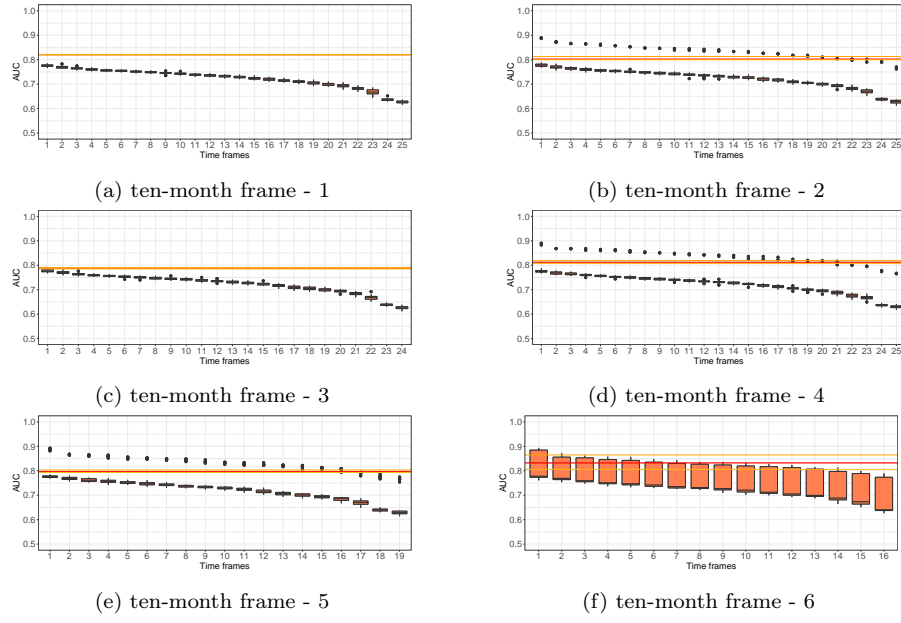 1.0
0.9
0.8
0.7
0.6
0.5
AUC
1 2 3 4 5 6 7 8 9 10 11 12 13 14 15 16 17 18 19 20 21 22 23 24 25
Time frames
(a) ten-month frame - 1
1.0
0.9
0.8
0.7
0.6
0.5
AUC
1 2 3 4 5 6 7 8 9 10 11 12 13 14 15 16 17 18 19 20 21 22 23 24 25
Time frames
(b) ten-month frame - 2
1.0
0.9
0.8
0.7
0.6
0.5
AUC
1 2 3 4 5 6 7 8 9 10 11 12 13 14 15 16 17 18 19 20 21 22 23 24
Time frames
(c) ten-month frame - 3
1.0
0.9
0.8
0.7
0.6
0.5
AUC
1 2 3 4 5 6 7 8 9 10 11 12 13 14 15 16 17 18 19 20 21 22 23 24 25
Time frames
(d) ten-month frame - 4
1.0
0.9
0.8
0.7
0.6
0.5
AUC
1 2 3 4 5 6 7 8 9 10 11 12 13 14 15 16 17 18 19
Time frames
(e) ten-month frame - 5
1.0
0.9
0.8
0.7
0.6
0.5
AUC
1 2 3 4 5 6 7 8 9 10 11 12 13 14 15 16
Time frames
(f) ten-month frame - 6